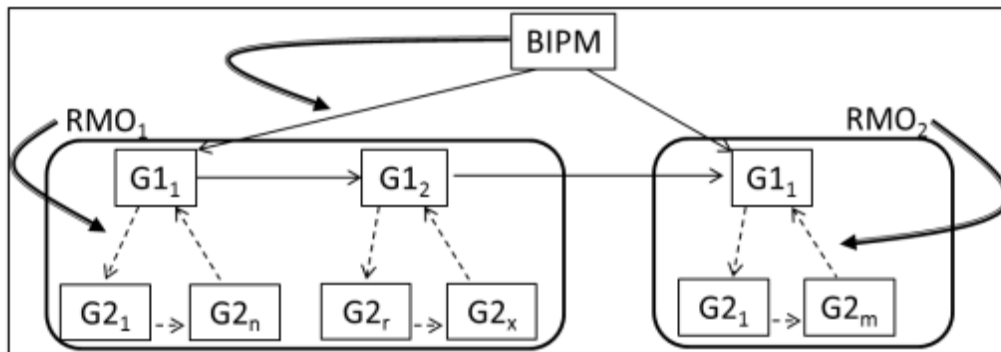 BIPM
RMO₁ RMO₂
G1₁ G1₂ G1₁
G2₁ G2ₙ G2ᵣ G2ₓ G2₁ G2ₘ